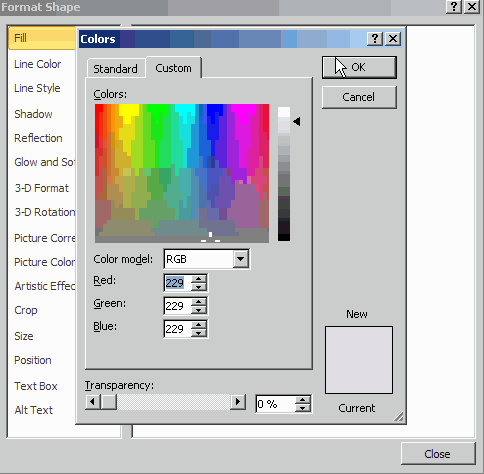 Format Shape
Fill
Line Color
Line Style
Shadow
Reflection
Glow and Sof
3-D Format
3-D Rotation
Picture Corre
Picture Color
Artistic Effec
Crop
Size
Position
Text Box
Alt Text
Colors
Standard
Custom
OK
Cancel
Colors:
Color model:
RGB
Red:
229
Green:
229
Blue:
229
Transparency:
0 %
New
Current
Close